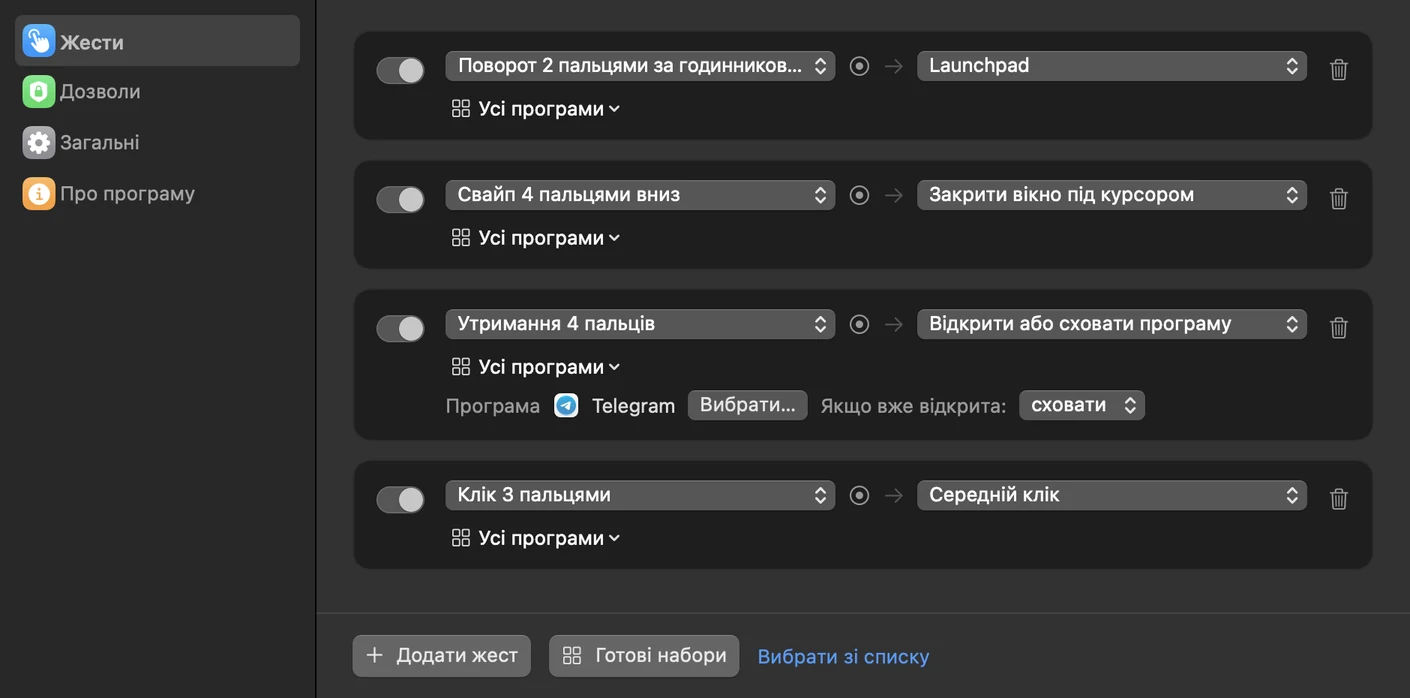 Жести
Дозволи
Загальні
Про програму
Поворот 2 пальцями за годинников... Launchpad
Усі програми
Свайп 4 пальцями вниз Закрити вікно під курсором
Усі програми
Утримання 4 пальців Відкрити або сховати програму
Усі програми
Програма Telegram Вибрати... Якщо вже відкрита: сховати
Клік 3 пальцями Середній клік
Усі програми
+ Додати жест Готові набори Вибрати зі списку